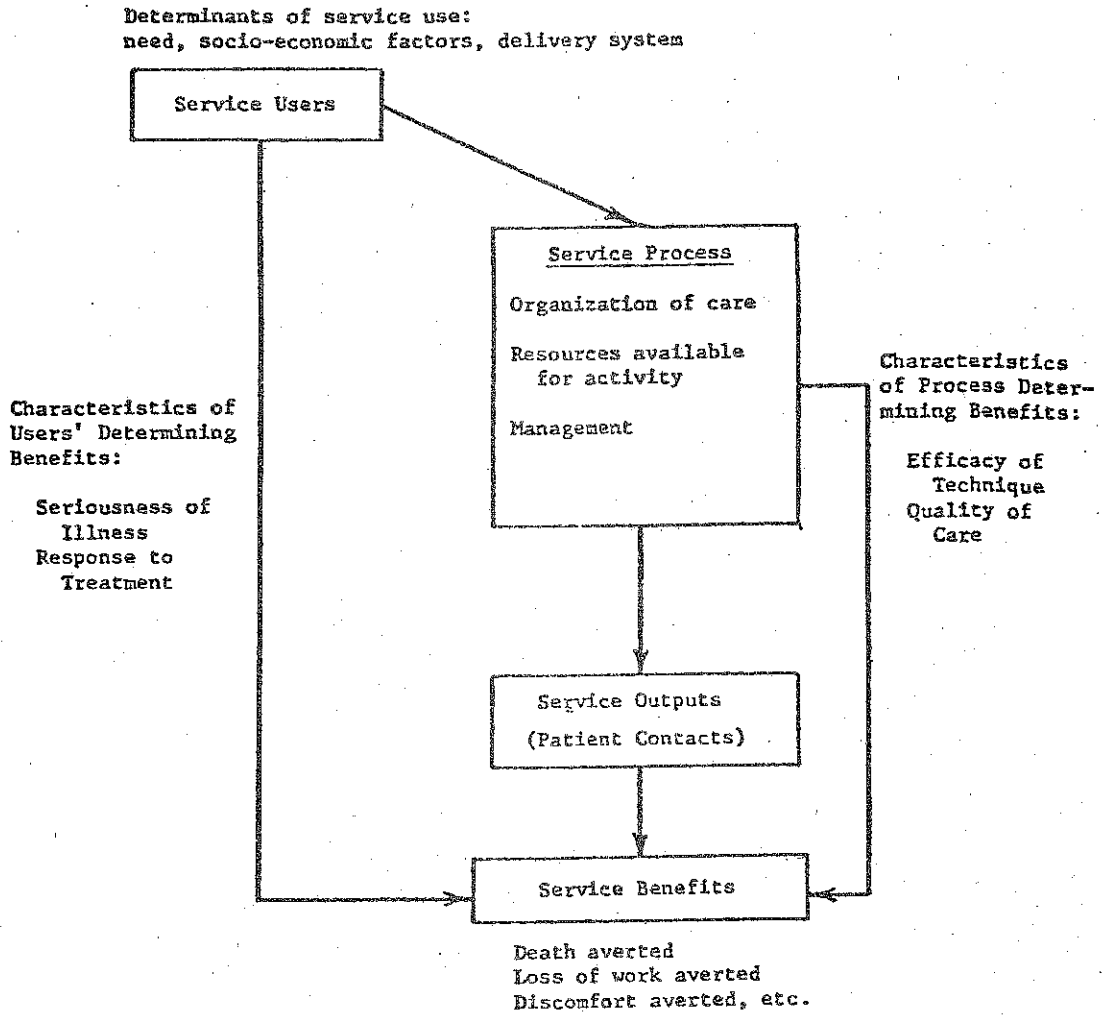 Determinants of service use:
need, socio-economic factors, delivery system
Service Users
Service Process
Organization of care
Resources available
for activity
Management
Characteristics of
Users' Determining
Benefits:
Seriousness of
Illness
Response to
Treatment
Characteristics
of Process Deter-
mining Benefits:
Efficacy of
Technique
Quality of
Care
Service Outputs
(Patient Contacts)
Service Benefits
Death averted
Loss of work averted
Discomfort averted, etc.